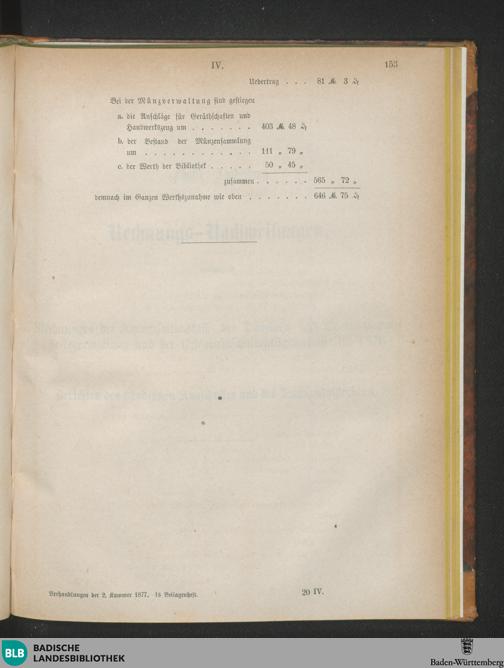 IV. 153
Uebertrag . . . 81 ℳ 3 ₰
Bei der Münzverwaltung sind gestiegen
a. die Anschläge für Geräthschaften und
Handwerkszeug um . . . . . . . 403 ℳ 48 ₰
b. der Bestand der Münzensammlung
um . . . . . . . . . . . . 111 „ 79 „
c. der Werth der Bibliothek . . . . . 50 „ 45 „
zusammen . . . . . . 565 „ 72 „
demnach im Ganzen Werthszunahme wie oben . . . . . . . 646 ℳ 75 ₰
Verhandlungen der 2. Kammer 1877. 16 Beilagenheft. 20 IV.
BLB BADISCHE
LANDESBIBLIOTHEK
Baden-Württemberg